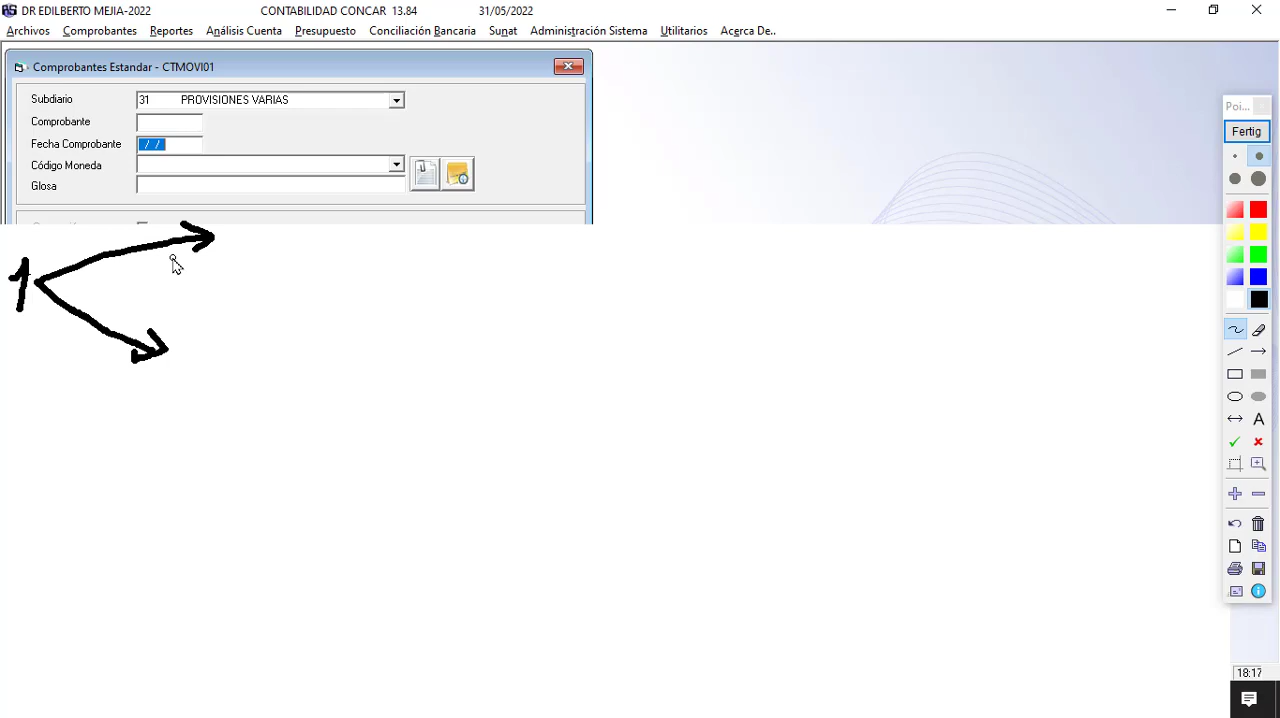 DR EDILBERTO MEJIA-2022 CONTABILIDAD CONCAR 13.84 31/05/2022
Archivos Comprobantes Reportes Análisis Cuenta Presupuesto Conciliación Bancaria Sunat Administración Sistema Utilitarios Acerca De..
Comprobantes Estandar - CTMOVI01
Subdiario 31 PROVISIONES VARIAS
Comprobante
Fecha Comprobante / /
Código Moneda
Glosa
Poi...
Fertig
1
A
18:17